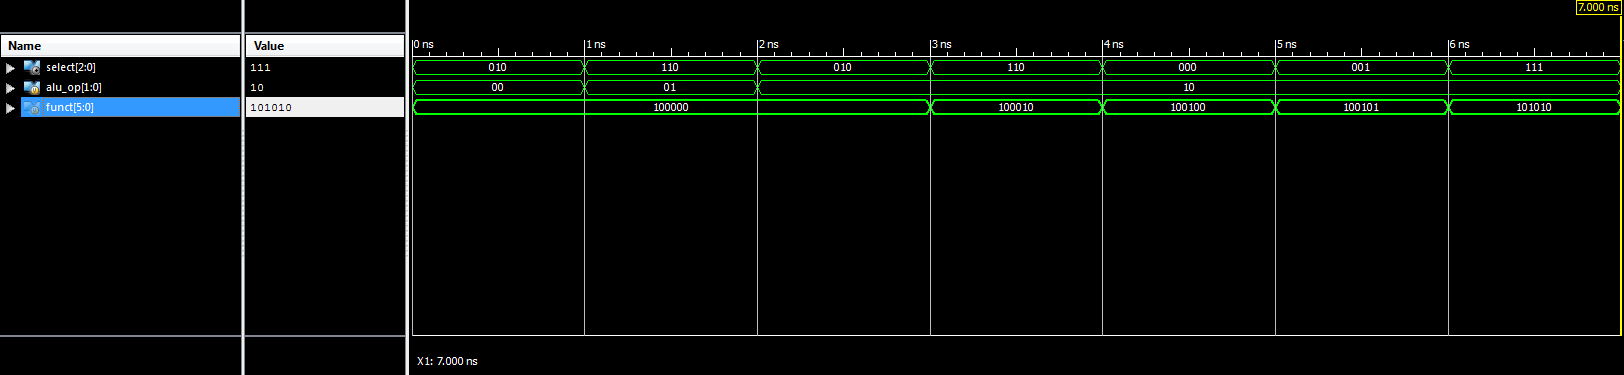 7.000 ns
Name Value 0 ns 1 ns 2 ns 3 ns 4 ns 5 ns 6 ns
select[2:0] 111 010 110 010 110 000 001 111
alu_op[1:0] 10 00 01 10
funct[5:0] 101010 100000 100010 100100 100101 101010
X1: 7.000 ns